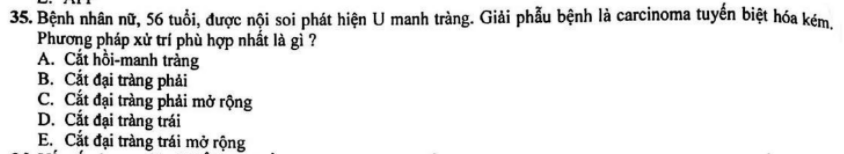 35. Bệnh nhân nữ, 56 tuổi, được nội soi phát hiện U manh tràng. Giải phẫu bệnh là carcinoma tuyến biệt hóa kém.
Phương pháp xử trí phù hợp nhất là gì ?
A. Cắt hồi-manh tràng
B. Cắt đại tràng phải
C. Cắt đại tràng phải mở rộng
D. Cắt đại tràng trái
E. Cắt đại tràng trái mở rộng